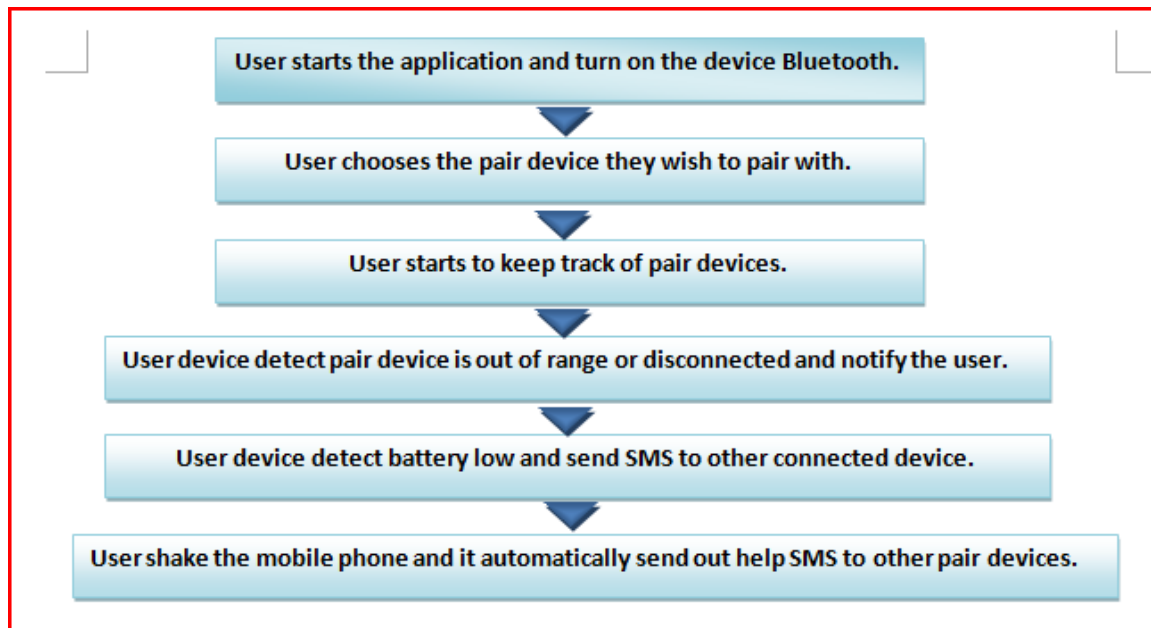 User starts the application and turn on the device Bluetooth.
User chooses the pair device they wish to pair with.
User starts to keep track of pair devices.
User device detect pair device is out of range or disconnected and notify the user.
User device detect battery low and send SMS to other connected device.
User shake the mobile phone and it automatically send out help SMS to other pair devices.